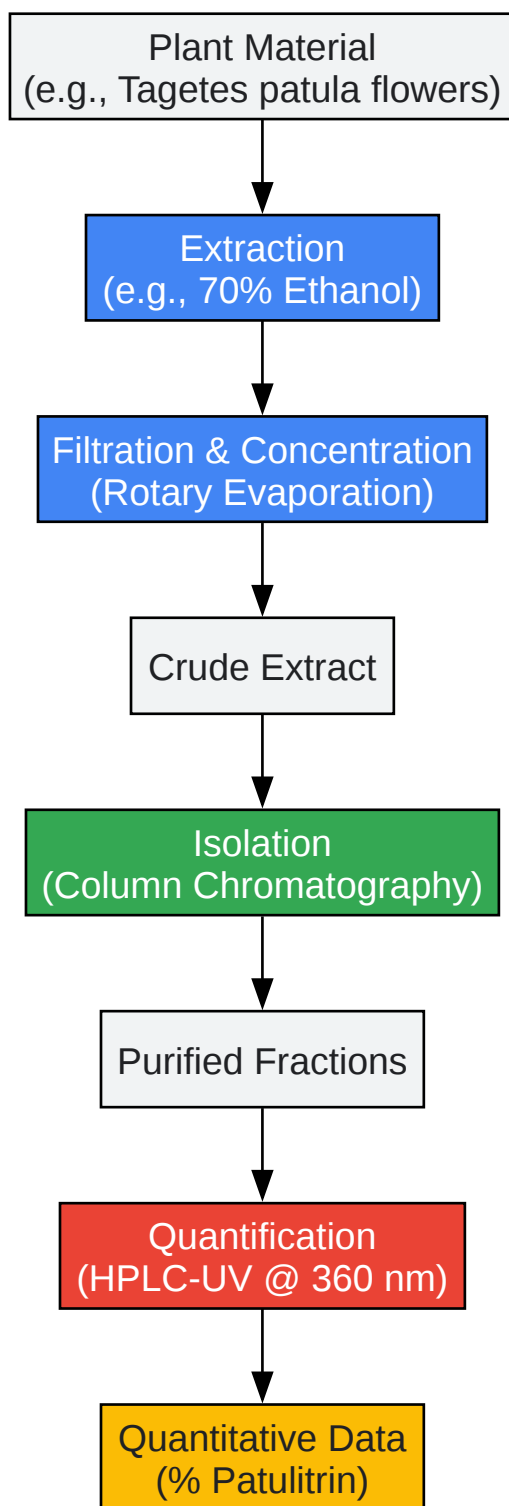 Plant Material
(e.g., Tagetes patula flowers)
Extraction
(e.g., 70% Ethanol)
Filtration & Concentration
(Rotary Evaporation)
Crude Extract
Isolation
(Column Chromatography)
Purified Fractions
Quantification
(HPLC-UV @ 360 nm)
Quantitative Data
(% Patulitrin)